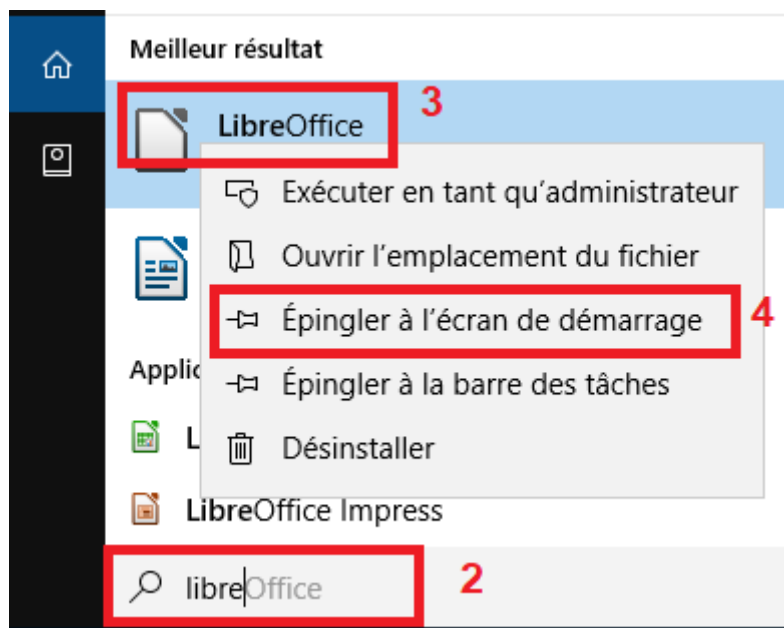 Meilleur résultat
LibreOffice
3
Exécuter en tant qu'administrateur
Ouvrir l'emplacement du fichier
Épingler à l'écran de démarrage
4
Applic
Épingler à la barre des tâches
L
Désinstaller
LibreOffice Impress
libreOffice
2